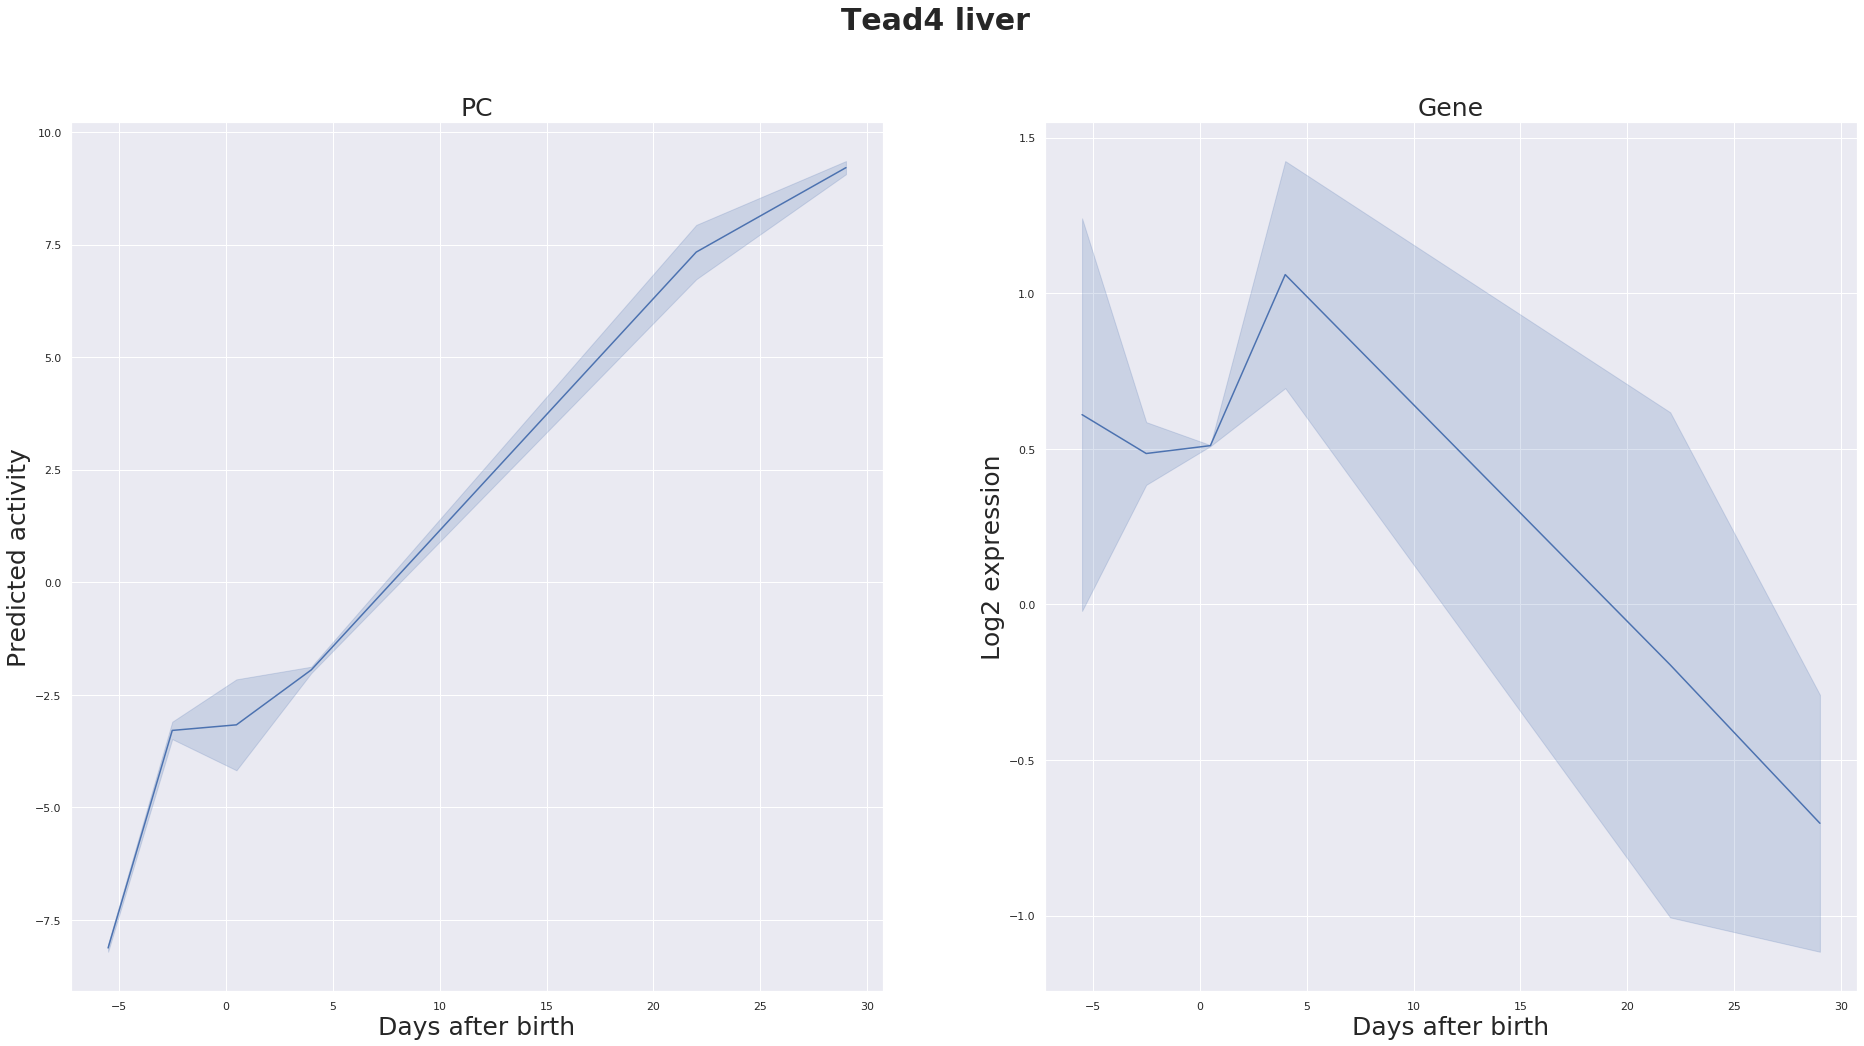 Tead4 liver
PC
Predicted activity
10.0
7.5
5.0
2.5
0.0
−2.5
−5.0
−7.5
−5 0 5 10 15 20 25 30
Days after birth
Gene
Log2 expression
1.5
1.0
0.5
0.0
−0.5
−1.0
−5 0 5 10 15 20 25 30
Days after birth